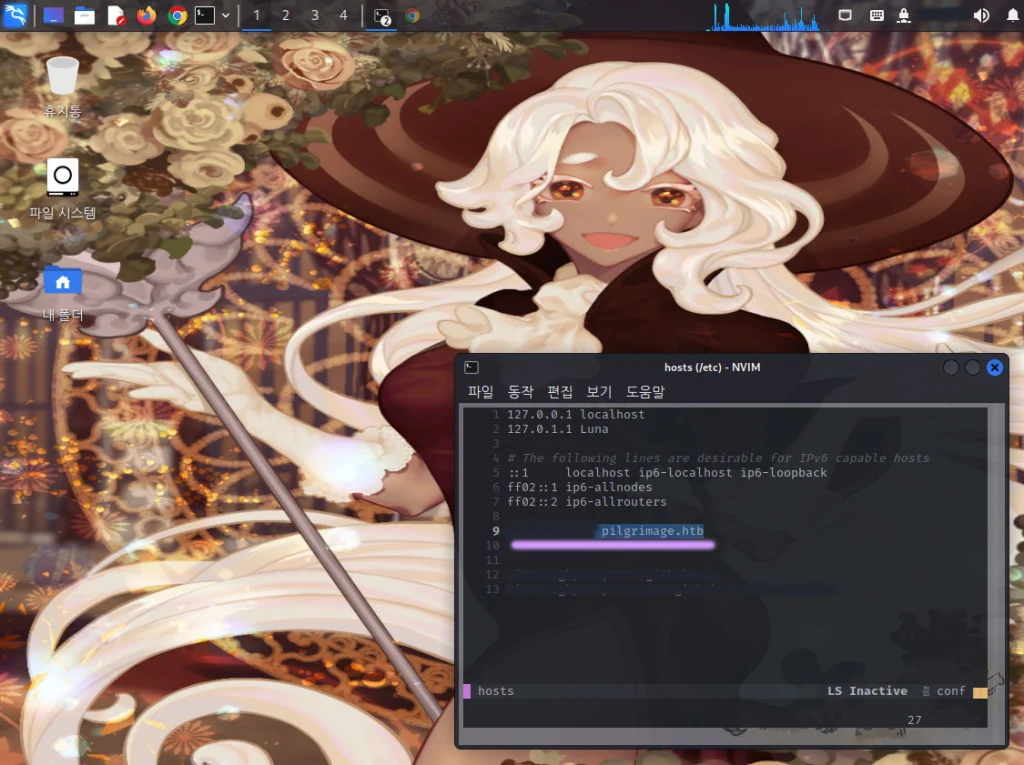 1 2 3 4
2
휴지통
파일 시스템
내 폴더
hosts (/etc) - NVIM
파일 동작 편집 보기 도움말
1 127.0.0.1 localhost
2 127.0.1.1 Luna
3
4 # The following lines are desirable for IPv6 capable hosts
5 ::1 localhost ip6-localhost ip6-loopback
6 ff02::1 ip6-allnodes
7 ff02::2 ip6-allrouters
8
9 pilgrimage.htb
10
11
12
13
hosts LS Inactive conf
27